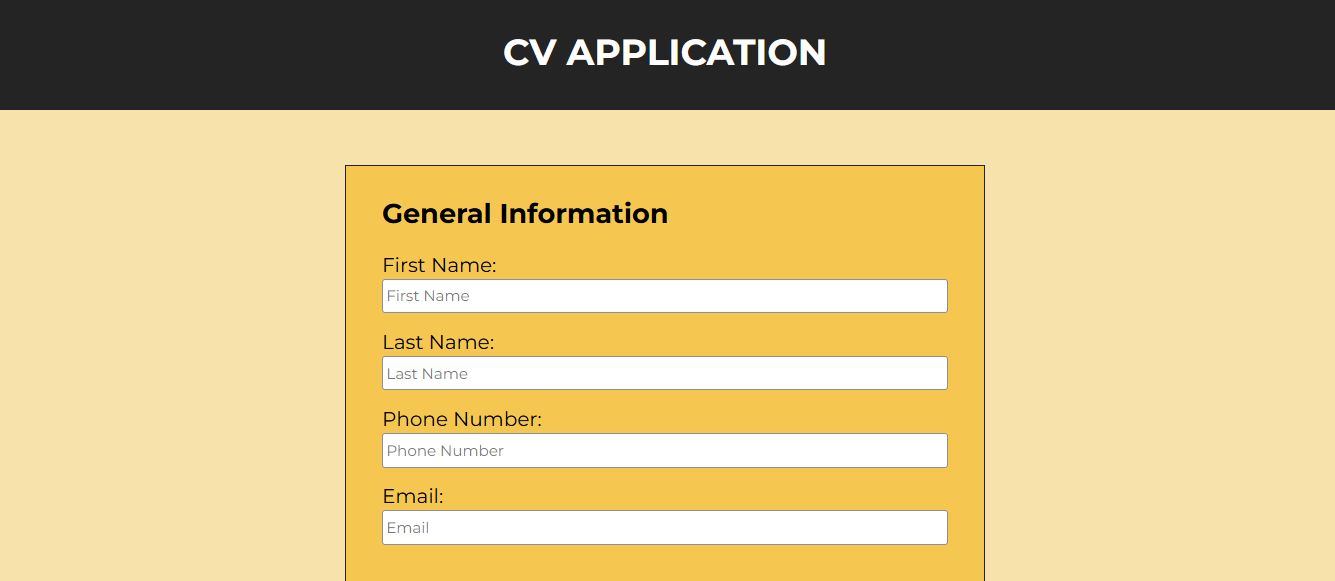 CV APPLICATION
General Information
First Name:
First Name
Last Name:
Last Name
Phone Number:
Phone Number
Email:
Email